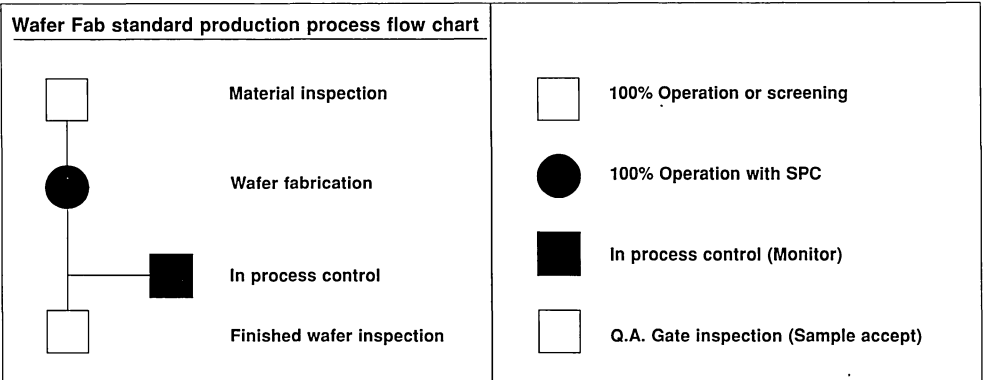 Wafer Fab standard production process flow chart
Material inspection
Wafer fabrication
In process control
Finished wafer inspection
100% Operation or screening
100% Operation with SPC
In process control (Monitor)
Q.A. Gate inspection (Sample accept)